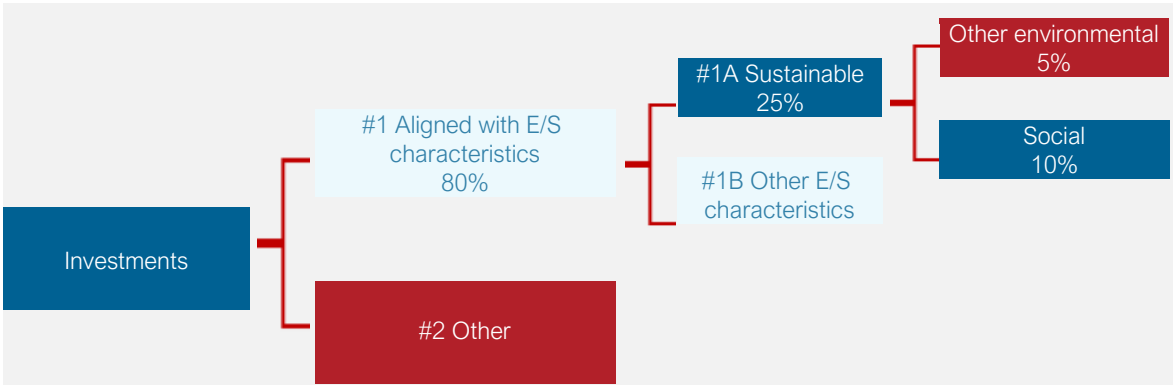 Investments
#1 Aligned with E/S
characteristics
80%
#2 Other
#1A Sustainable
25%
#1B Other E/S
characteristics
Other environmental
5%
Social
10%